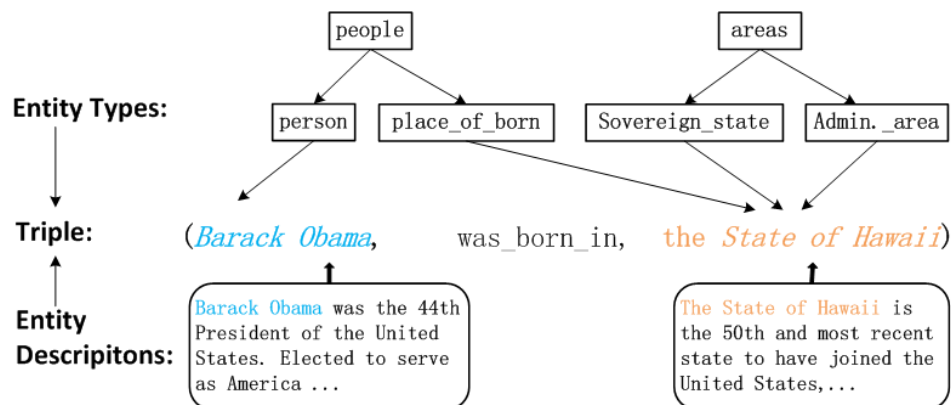 people areas
Entity Types:
person place_of_born Sovereign_state Admin._area
Triple: (Barack Obama, was_born_in, the State of Hawaii)
Entity
Descripitons:
Barack Obama was the 44th
President of the United
States. Elected to serve
as America ...
The State of Hawaii is
the 50th and most recent
state to have joined the
United States,...